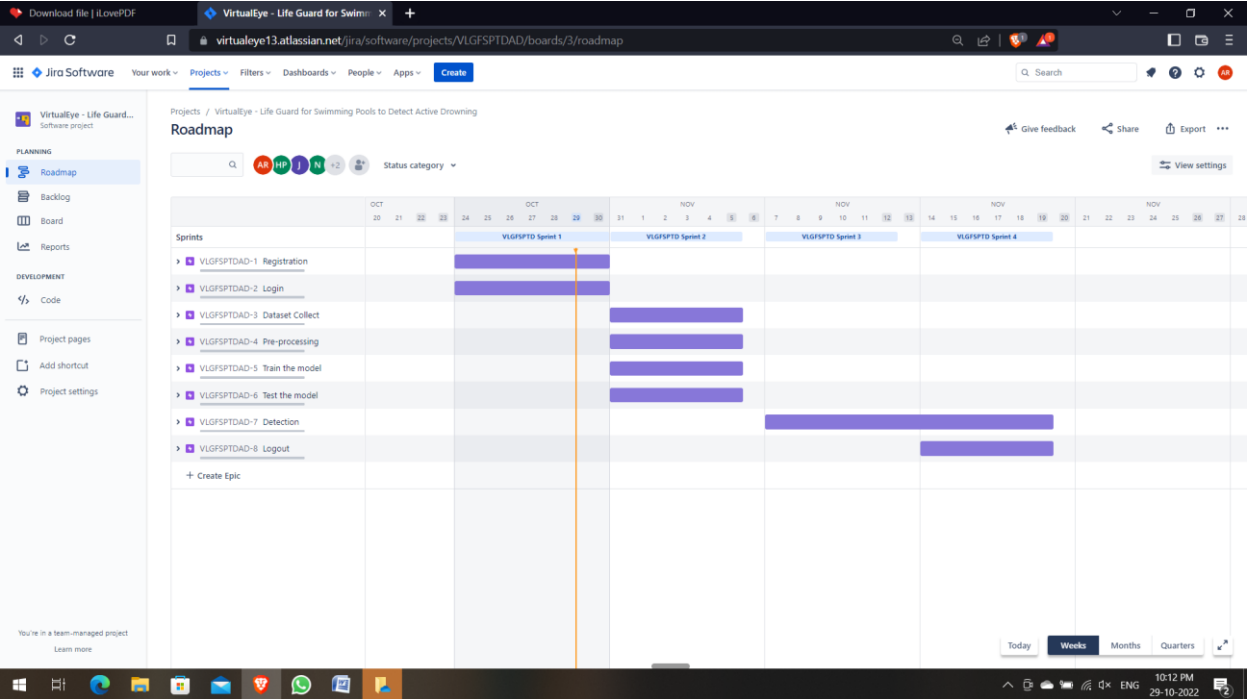 Download file | iLovePDF
VirtualEye - Life Guard for Swimm
virtualeye13.atlassian.net/jira/software/projects/VLGFSPTDAD/boards/3/roadmap
Jira Software Your work Projects Filters Dashboards People Apps Create Search AR
VirtualEye - Life Guard...
Software project
PLANNING
Roadmap
Backlog
Board
Reports
DEVELOPMENT
Code
Project pages
Add shortcut
Project settings
You're in a team-managed project
Learn more
Projects / VirtualEye - Life Guard for Swimming Pools to Detect Active Drowning
Roadmap
Give feedback Share Export
AR HP J N +2 Status category View settings
OCT OCT NOV NOV NOV NOV
20 21 22 23 24 25 26 27 28 29 30 31 1 2 3 4 5 6 7 8 9 10 11 12 13 14 15 16 17 18 19 20 21 22 23 24 25 26 27 28
Sprints VLGFSPTD Sprint 1 VLGFSPTD Sprint 2 VLGFSPTD Sprint 3 VLGFSPTD Sprint 4
VLGFSPTDAD-1 Registration
VLGFSPTDAD-2 Login
VLGFSPTDAD-3 Dataset Collect
VLGFSPTDAD-4 Pre-processing
VLGFSPTDAD-5 Train the model
VLGFSPTDAD-6 Test the model
VLGFSPTDAD-7 Detection
VLGFSPTDAD-8 Logout
+ Create Epic
Today Weeks Months Quarters
ENG
10:12 PM
29-10-2022
2